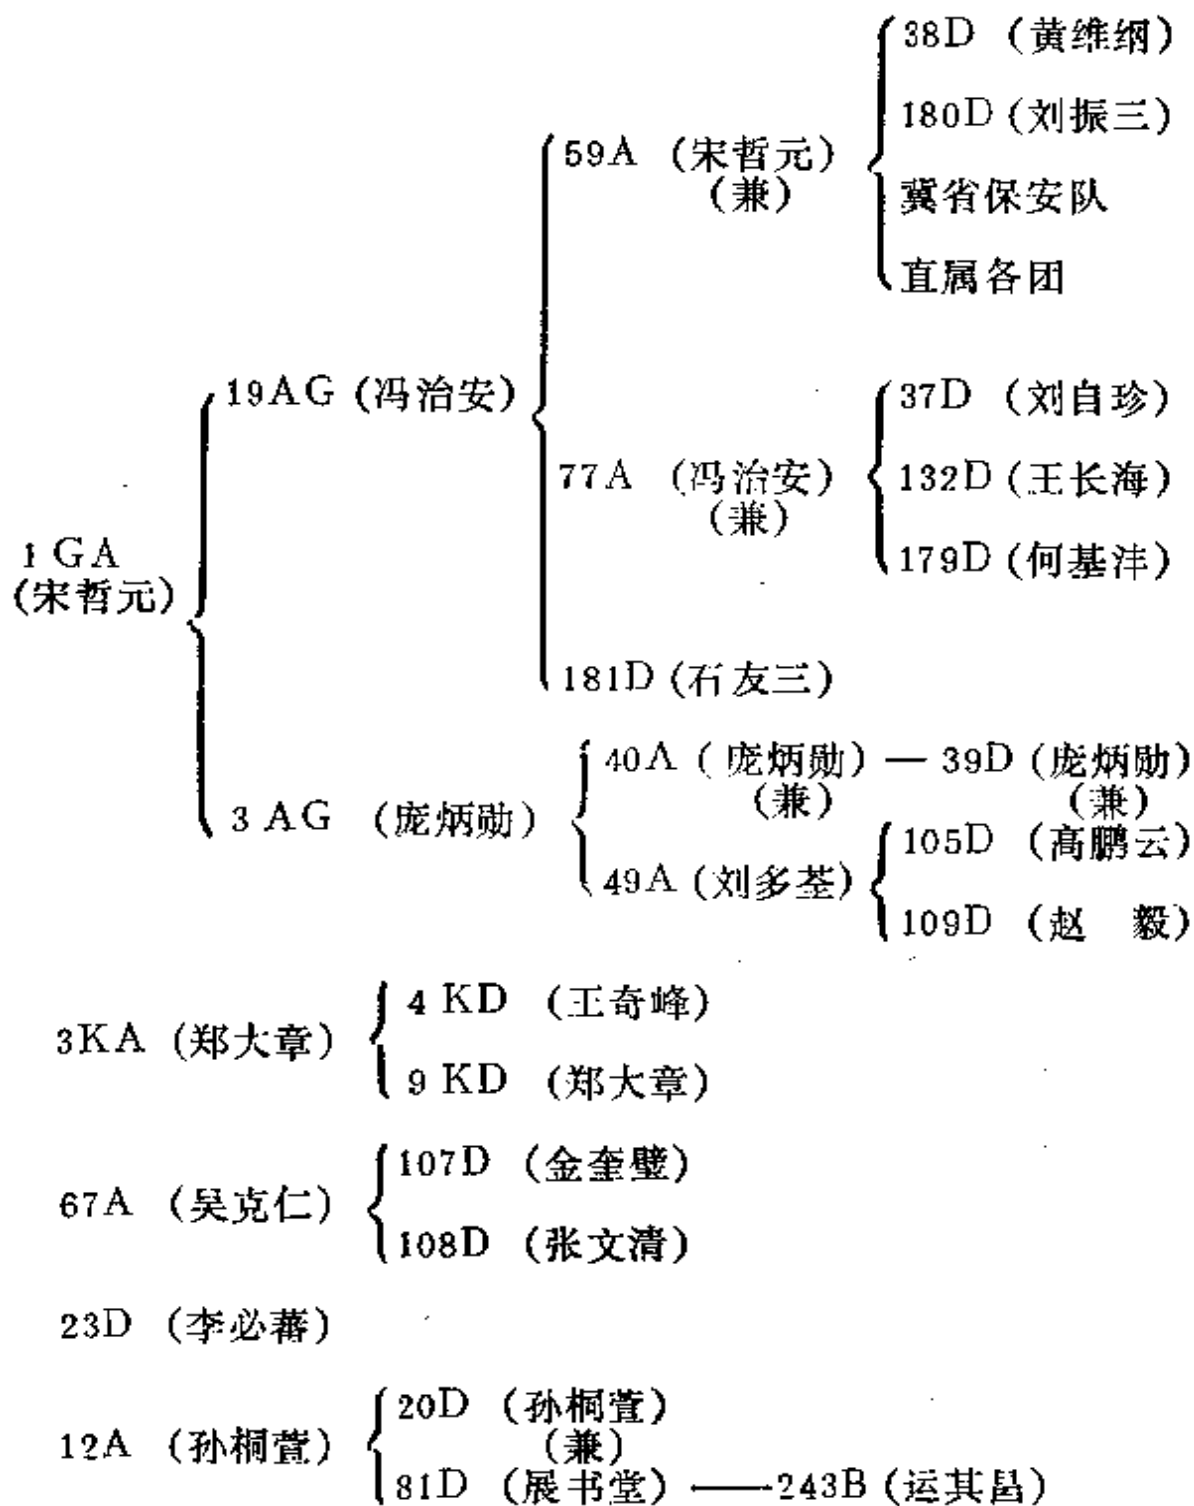 38D (黄维纲)
180D (刘振三)
59A (宋哲元)
(兼)
冀省保安队
直属各团
19AG (冯治安)
37D (刘自珍)
77A (冯治安)
(兼)
132D (王长海)
179D (何基沣)
1 GA
(宋哲元)
181D (石友三)
40A (庞炳勋) — 39D (庞炳勋)
(兼) (兼)
3 AG (庞炳勋)
105D (高鹏云)
49A (刘多荃)
109D (赵 毅)
4 KD (王奇峰)
3KA (郑大章)
9 KD (郑大章)
107D (金奎璧)
67A (吴克仁)
108D (张文清)
23D (李必蕃)
20D (孙桐萱)
(兼)
12A (孙桐萱)
81D (展书堂) ——243B (运其昌)